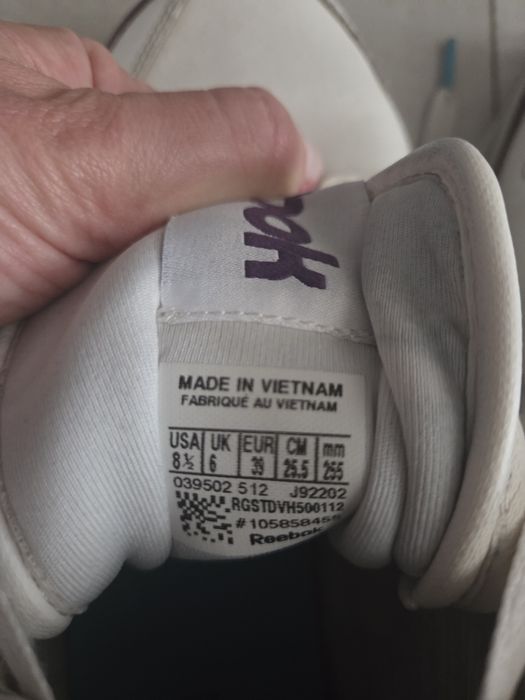 ook
MADE IN VIETNAM
FABRIQUÉ AU VIETNAM
USA UK EUR CM mm
8½ 6 39 25.5 255
039502 512 J92202
RGSTDVH500112
Reebok